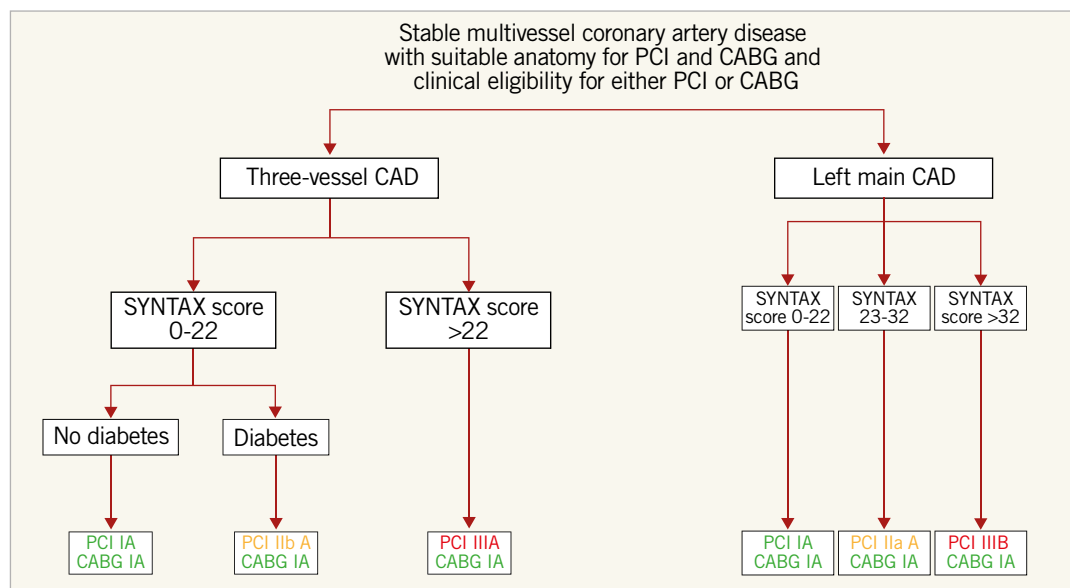 Stable multivessel coronary artery disease
with suitable anatomy for PCI and CABG and
clinical eligibility for either PCI or CABG
Three-vessel CAD
Left main CAD
SYNTAX score
0-22
SYNTAX score
>22
SYNTAX
score 0-22
SYNTAX
23-32
SYNTAX
score >32
No diabetes
Diabetes
PCI IA
CABG IA
PCI IIb A
CABG IA
PCI IIIA
CABG IA
PCI IA
CABG IA
PCI IIa A
CABG IA
PCI IIIB
CABG IA